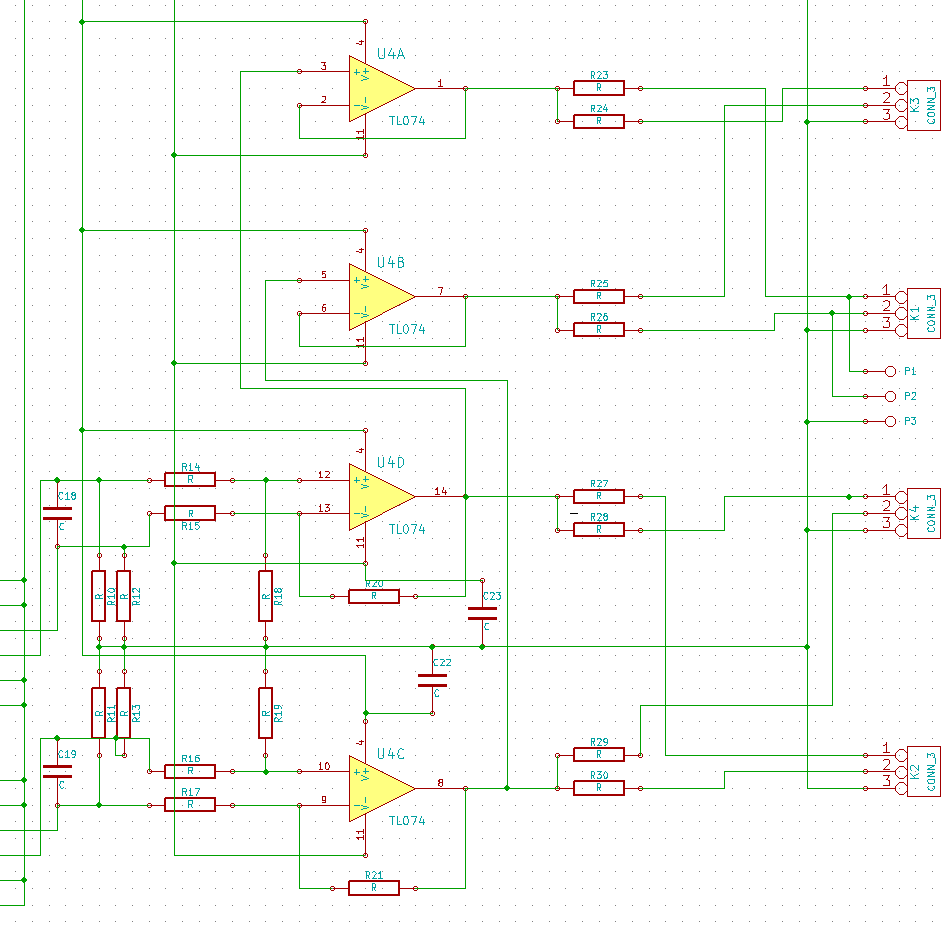 4
U4A
3
R23
+
+
V
1
1
R
K3
CONN_3
2
R24
2
-
-
V
3
TL074
R
11
4
U4B
5
R25
+
+
V
7
1
R
K1
CONN_3
6
R26
2
-
-
V
3
TL074
R
11
P1
P2
P3
4
U4D
R14
12
R27
C18
R
+
+
V
14
1
R
K4
CONN_3
13
2
R
-
-
V
R28
C
R15
3
TL074
R
11
R20
R
R10
R
R12
R
R18
R
C23
C
C22
R
R11
R
R13
R
R19
C
4
C19
U4C
R29
1
R
R16
10
R
+
+
V
2
K2
CONN_3
C
R30
R17
9
8
3
R
R
-
-
V
TL074
11
R21
R